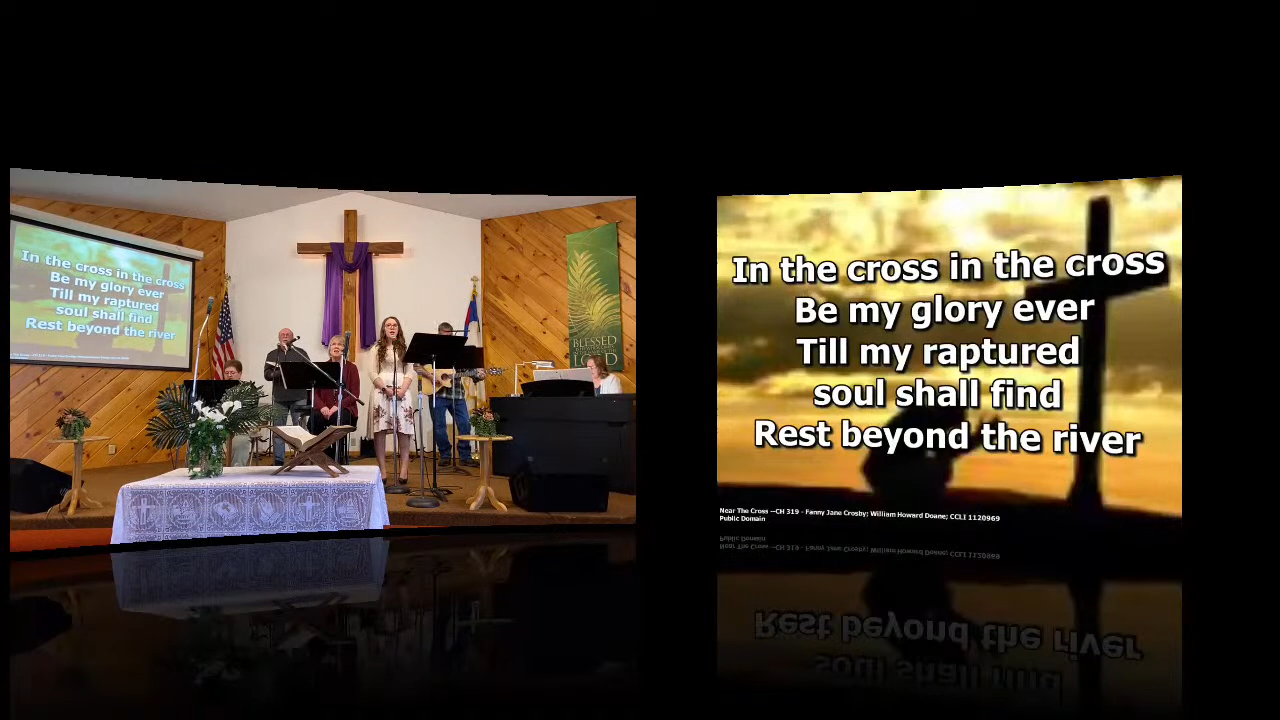 In the cross in the cross
Be my glory ever
Till my raptured
soul shall find
Rest beyond the river
BLESSED
LOVED
In the cross in the cross
Be my glory ever
Till my raptured
soul shall find
Rest beyond the river
Near The Cross --CH 319 - Fanny Jane Crosby; William Howard Doane; CCLI 1120969
Public Domain